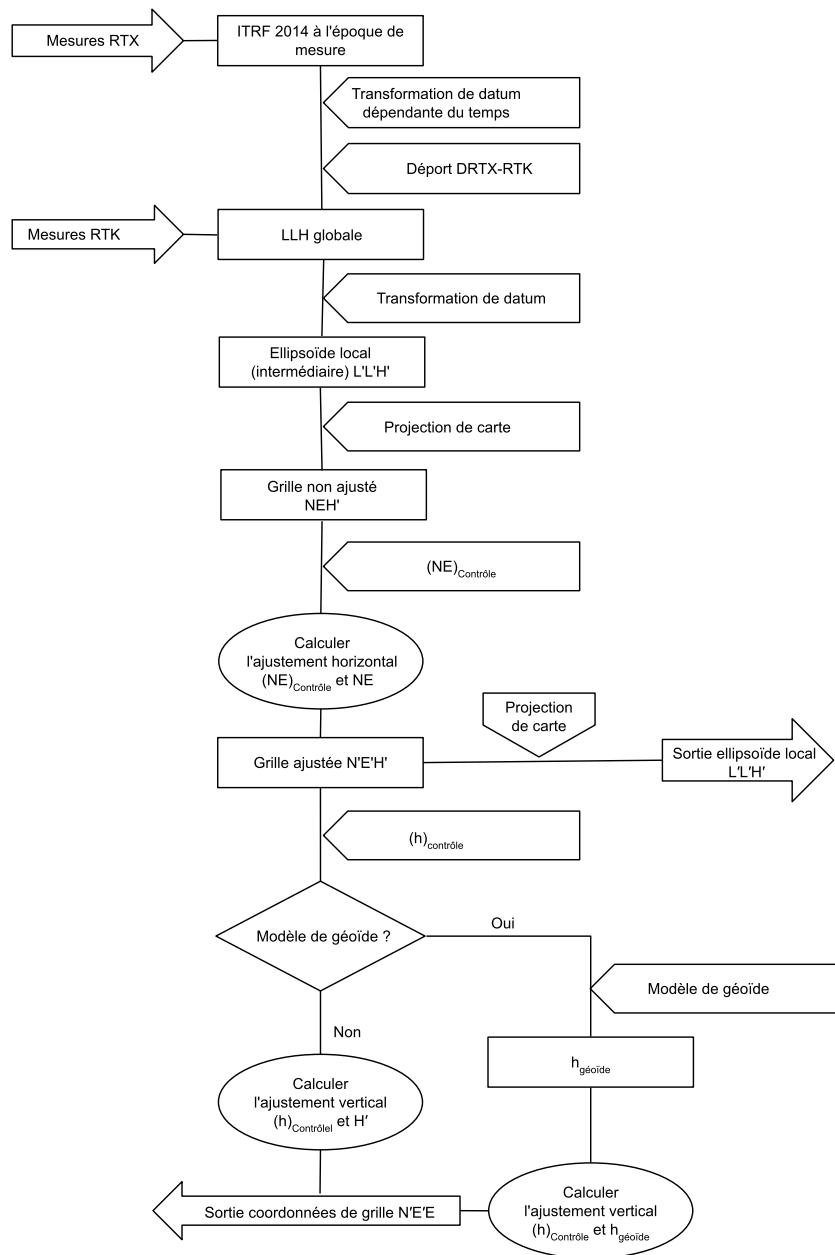 Mesures RTX
ITRF 2014 à l'époque de
mesure
Transformation de datum
dépendante du temps
Déport DRTX-RTK
Mesures RTK
LLH globale
Transformation de datum
Ellipsoïde local
(intermédiaire) L'L'H'
Projection de carte
Grille non ajusté
NEH'
(NE)Contrôle
Calculer
l'ajustement horizontal
(NE)Contrôle et NE
Projection
de carte
Grille ajustée N'E'H'
Sortie ellipsoïde local
L'L'H'
(h)contrôle
Modèle de géoïde ?
Oui
Modèle de géoïde
Non
hgéoïde
Calculer
l'ajustement vertical
(h)Contrôlel et H'
Calculer
l'ajustement vertical
(h)Contrôle et hgéoïde
Sortie coordonnées de grille N'E'E